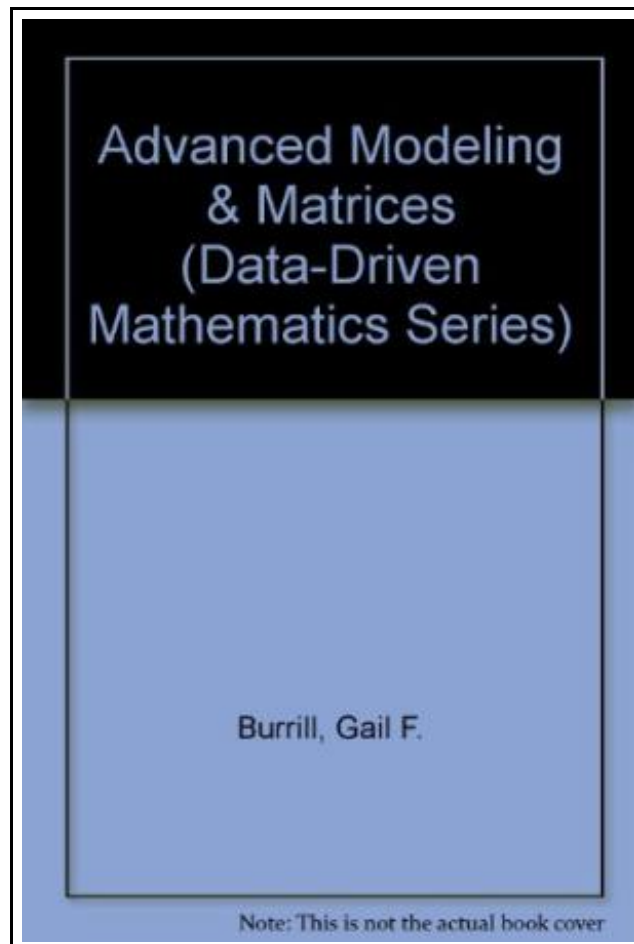 Advanced Modeling
& Matrices
(Data-Driven
Mathematics Series)
Burrill, Gail F.
Note: This is not the actual book cover